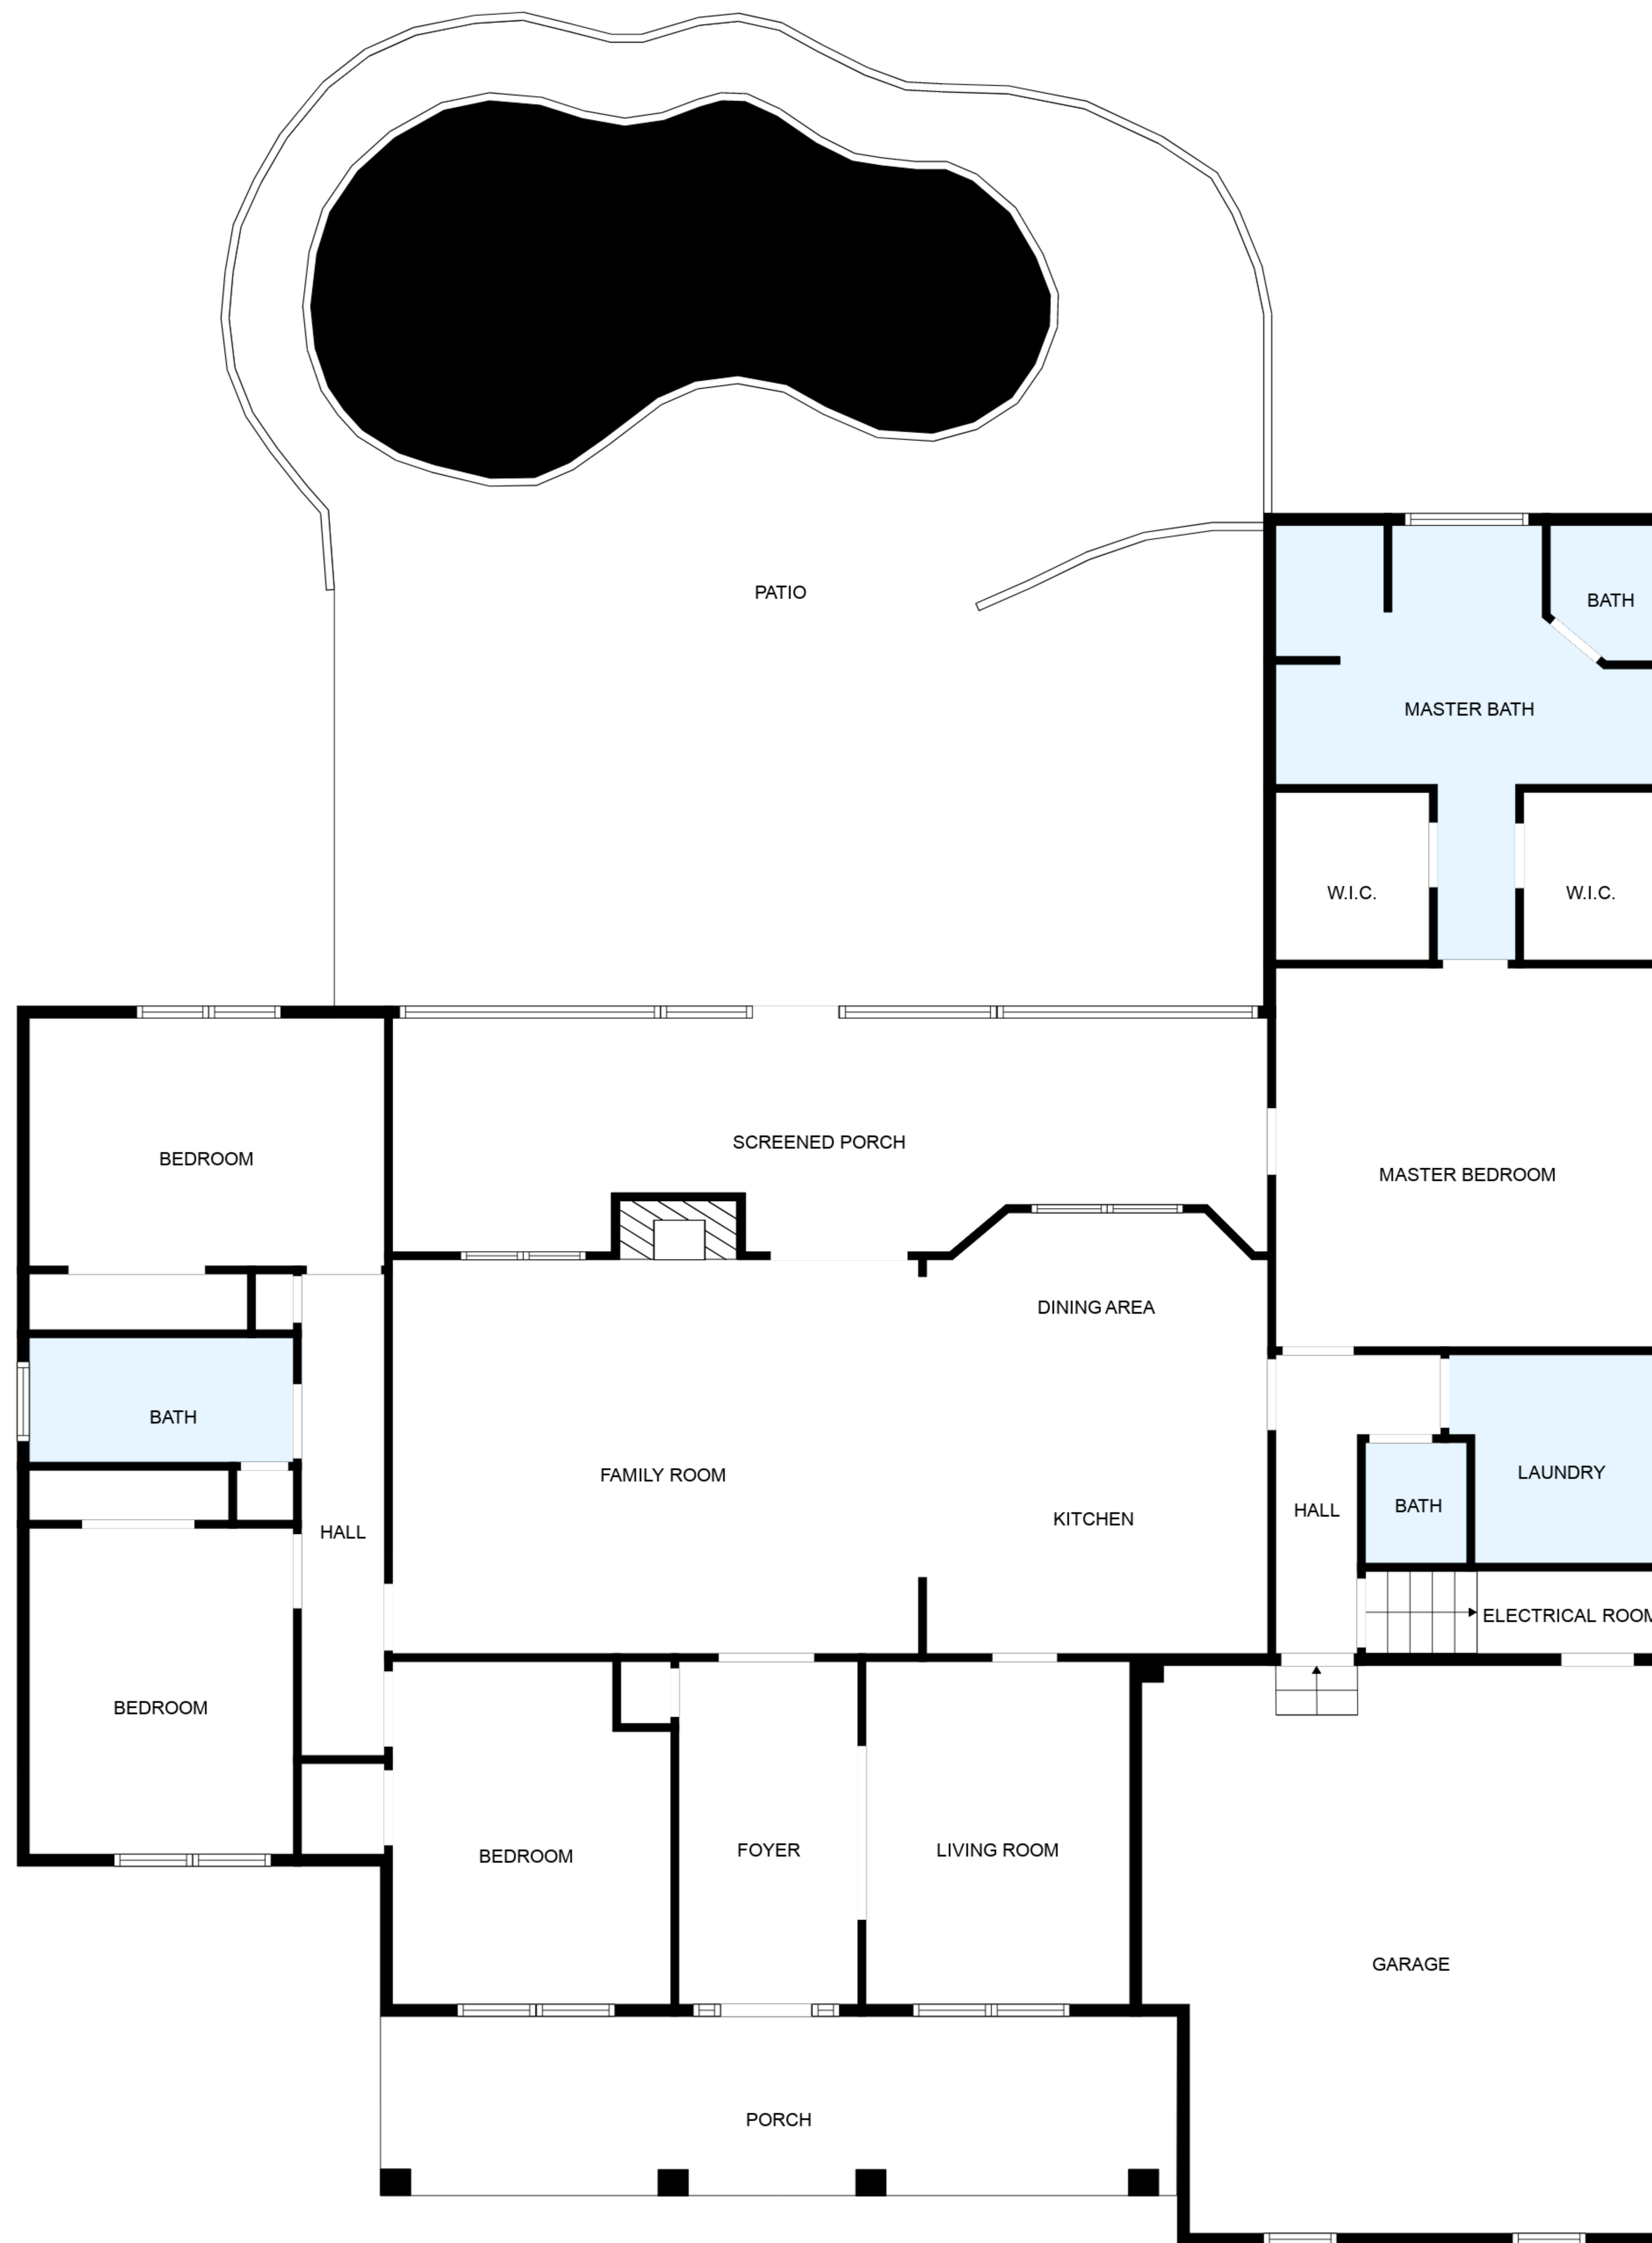 PATIO
BATH
MASTER BATH
W.I.C.
W.I.C.
SCREENED PORCH
BEDROOM
MASTER BEDROOM
DINING AREA
BATH
FAMILY ROOM
LAUNDRY
BATH
HALL
KITCHEN
HALL
ELECTRICAL ROOM
BEDROOM
FOYER
LIVING ROOM
BEDROOM
GARAGE
PORCH